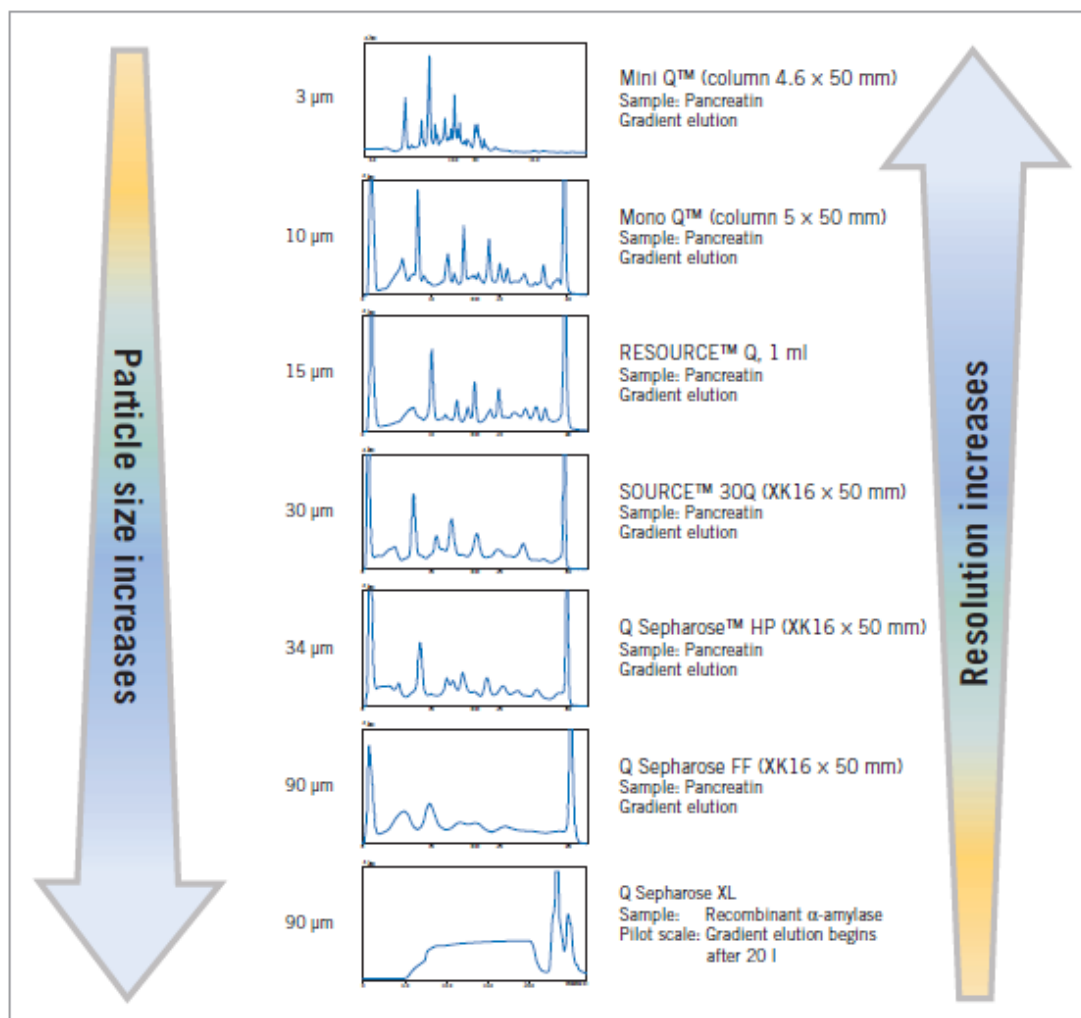 Particle size increases
Resolution increases
3 µm
Mini Q™ (column 4.6 × 50 mm)
Sample: Pancreatin
Gradient elution
10 µm
Mono Q™ (column 5 × 50 mm)
Sample: Pancreatin
Gradient elution
15 µm
RESOURCE™ Q, 1 ml
Sample: Pancreatin
Gradient elution
30 µm
SOURCE™ 30Q (XK16 × 50 mm)
Sample: Pancreatin
Gradient elution
34 µm
Q Sepharose™ HP (XK16 × 50 mm)
Sample: Pancreatin
Gradient elution
90 µm
Q Sepharose FF (XK16 × 50 mm)
Sample: Pancreatin
Gradient elution
90 µm
Q Sepharose XL
Sample: Recombinant α-amylase
Pilot scale: Gradient elution begins
after 20 l